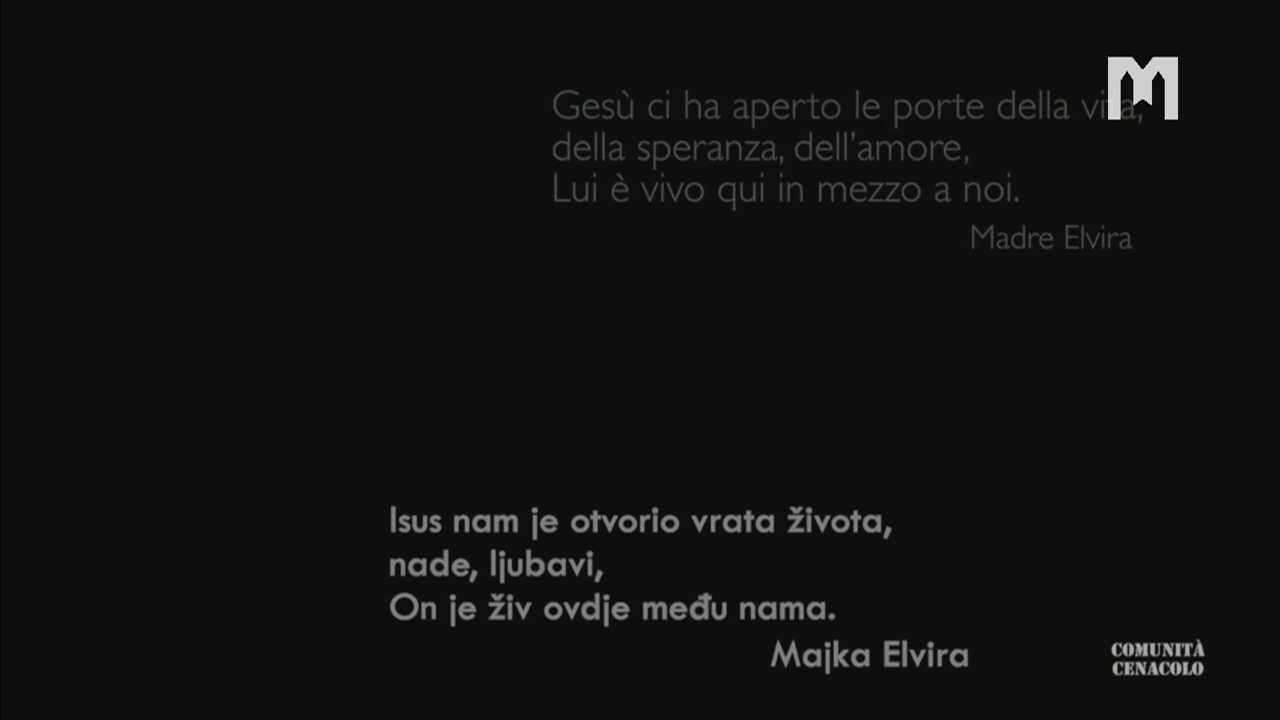 Gesù ci ha aperto le porte della vita,
della speranza, dell'amore,
Lui è vivo qui in mezzo a noi.
Madre Elvira
Isus nam je otvorio vrata života,
nade, ljubavi,
On je živ ovdje među nama.
Majka Elvira
COMUNITÀ
CENACOLO